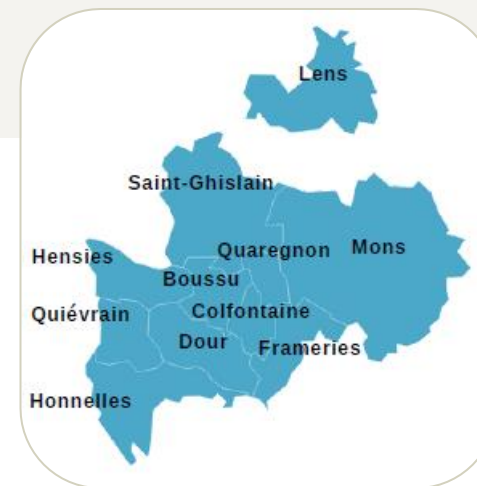 Lens
Saint-Ghislain
Quaregnon
Mons
Hensies
Boussu
Quiévrain
Colfontaine
Dour
Frameries
Honnelles